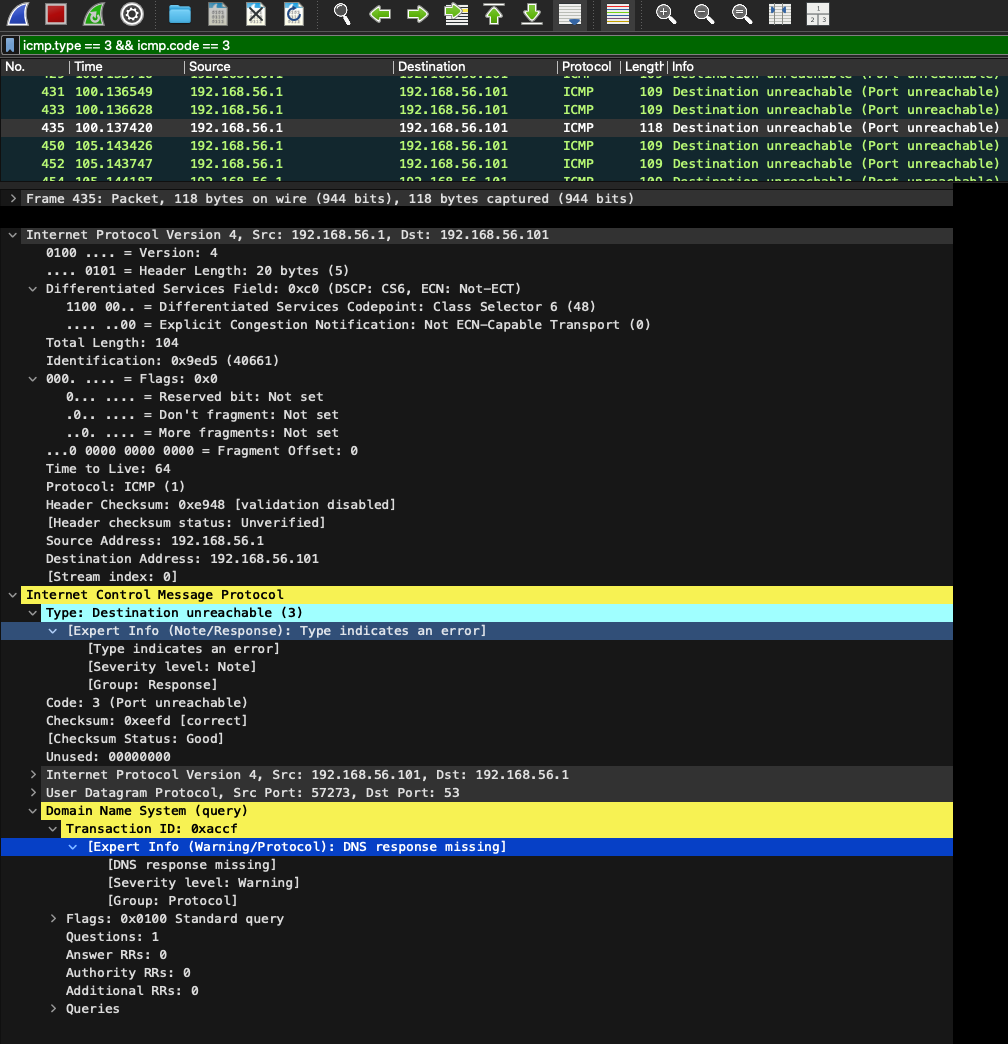 icmp.type == 3 && icmp.code == 3
No. Time Source Destination Protocol Length Info
431 100.136549 192.168.56.1 192.168.56.101 ICMP 109 Destination unreachable (Port unreachable)
433 100.136628 192.168.56.1 192.168.56.101 ICMP 109 Destination unreachable (Port unreachable)
435 100.137420 192.168.56.1 192.168.56.101 ICMP 118 Destination unreachable (Port unreachable)
450 105.143426 192.168.56.1 192.168.56.101 ICMP 109 Destination unreachable (Port unreachable)
452 105.143747 192.168.56.1 192.168.56.101 ICMP 109 Destination unreachable (Port unreachable)
Frame 435: Packet, 118 bytes on wire (944 bits), 118 bytes captured (944 bits)
Internet Protocol Version 4, Src: 192.168.56.1, Dst: 192.168.56.101
0100 .... = Version: 4
.... 0101 = Header Length: 20 bytes (5)
Differentiated Services Field: 0xc0 (DSCP: CS6, ECN: Not-ECT)
1100 00.. = Differentiated Services Codepoint: Class Selector 6 (48)
.... ..00 = Explicit Congestion Notification: Not ECN-Capable Transport (0)
Total Length: 104
Identification: 0x9ed5 (40661)
000. .... = Flags: 0x0
0... .... = Reserved bit: Not set
.0.. .... = Don't fragment: Not set
..0. .... = More fragments: Not set
...0 0000 0000 0000 = Fragment Offset: 0
Time to Live: 64
Protocol: ICMP (1)
Header Checksum: 0xe948 [validation disabled]
[Header checksum status: Unverified]
Source Address: 192.168.56.1
Destination Address: 192.168.56.101
[Stream index: 0]
Internet Control Message Protocol
Type: Destination unreachable (3)
[Expert Info (Note/Response): Type indicates an error]
[Type indicates an error]
[Severity level: Note]
[Group: Response]
Code: 3 (Port unreachable)
Checksum: 0xeefd [correct]
[Checksum Status: Good]
Unused: 00000000
Internet Protocol Version 4, Src: 192.168.56.101, Dst: 192.168.56.1
User Datagram Protocol, Src Port: 57273, Dst Port: 53
Domain Name System (query)
Transaction ID: 0xaccf
[Expert Info (Warning/Protocol): DNS response missing]
[DNS response missing]
[Severity level: Warning]
[Group: Protocol]
Flags: 0x0100 Standard query
Questions: 1
Answer RRs: 0
Authority RRs: 0
Additional RRs: 0
Queries